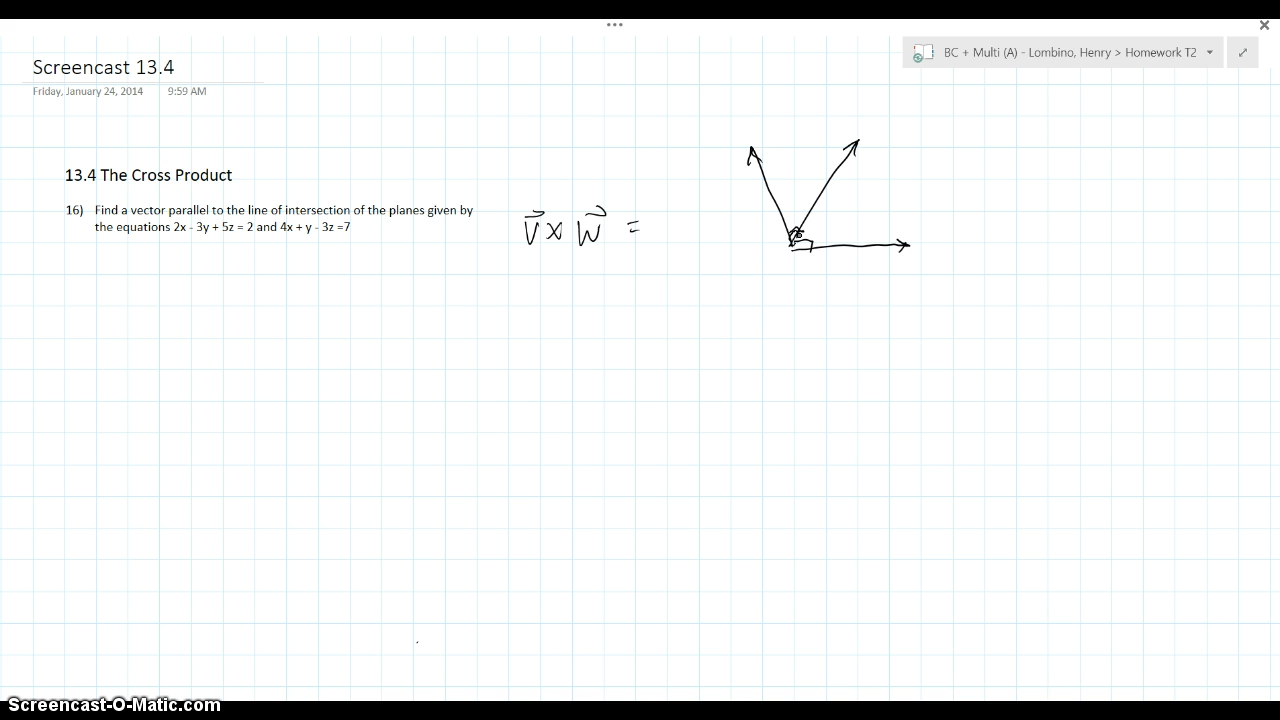 •••
Screencast 13.4
BC + Multi (A) - Lombino, Henry > Homework T2
Friday, January 24, 2014 9:59 AM
13.4 The Cross Product
16) Find a vector parallel to the line of intersection of the planes given by
the equations 2x - 3y + 5z = 2 and 4x + y - 3z =7
v⃗ x w⃗ =
Screencast-O-Matic.com